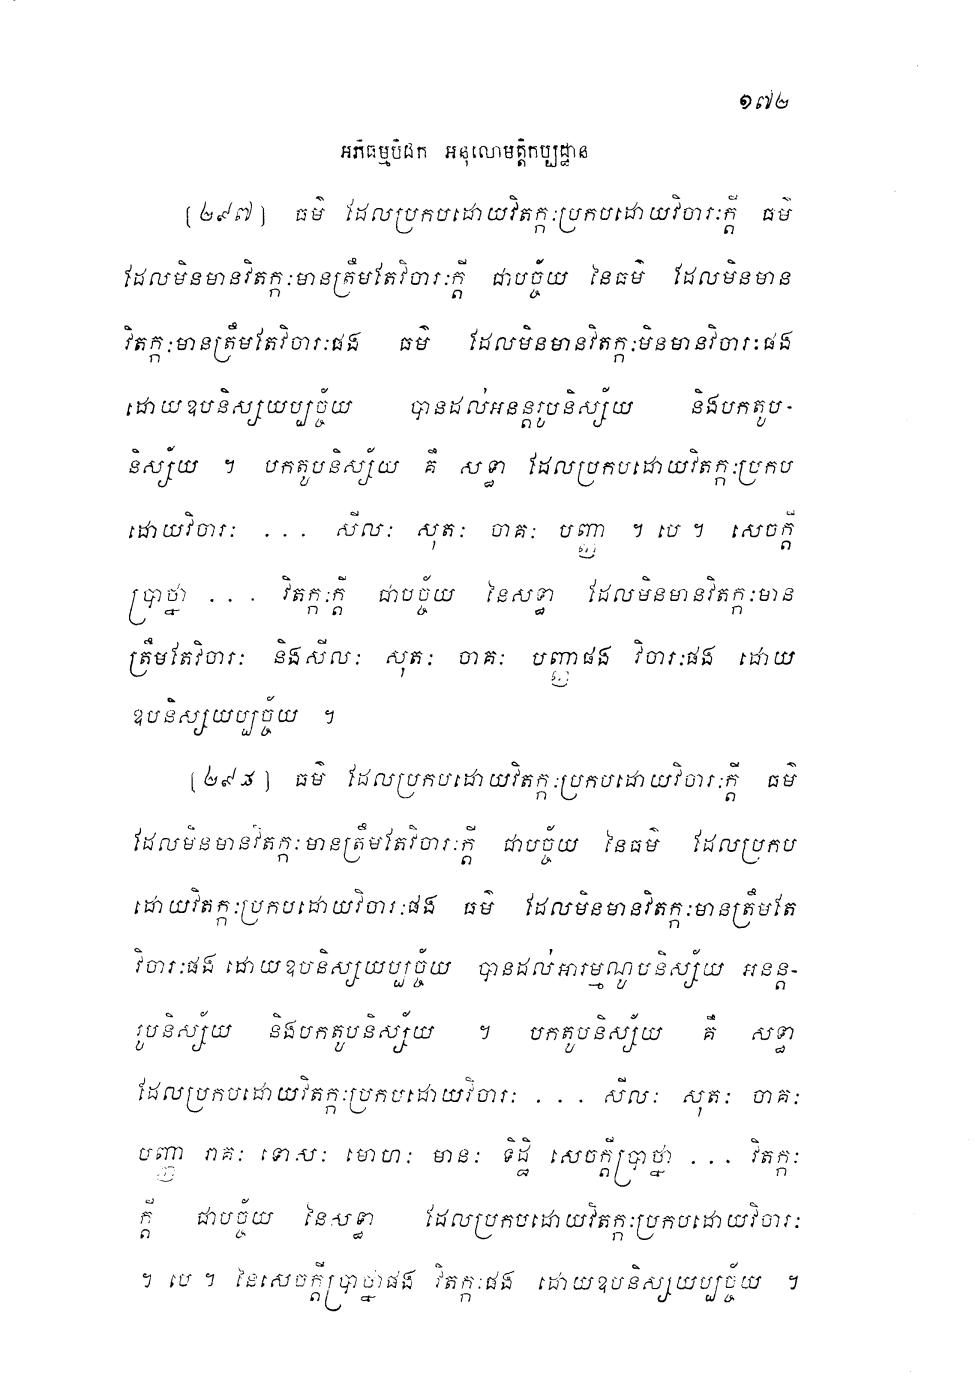 ១៧២
អភិធម្មបិដក អនុលោមត្តិកប្បដ្ឋាន
[២៩៧] ធម៌ ដែលប្រកបដោយវិតក្កៈប្រកបដោយវិចារៈក្តី ធម៌
ដែលមិនមានវិតក្កៈមានត្រឹមតែវិចារៈក្តី ជាបច្ច័យ នៃធម៌ ដែលមិនមាន
វិតក្កៈមានត្រឹមតែវិចារៈផង ធម៌ ដែលមិនមានវិតក្កៈមិនមានវិចារៈផង
ដោយឧបនិស្សយប្បច្ច័យ បានដល់អនន្តរូបនិស្ស័យ និងបកតូប-
និស្ស័យ ។ បកតូបនិស្ស័យ គឺ សទ្ធា ដែលប្រកបដោយវិតក្កៈប្រកប
ដោយវិចារៈ ... សីលៈ សុតៈ ចាគៈ បញ្ញា ។ បេ ។ សេចក្តី
ប្រាថ្នា ... វិតក្កៈក្តី ជាបច្ច័យ នៃសទ្ធា ដែលមិនមានវិតក្កៈមាន
ត្រឹមតែវិចារៈ និងសីលៈ សុតៈ ចាគៈ បញ្ញាផង វិចារៈផង ដោយ
ឧបនិស្សយប្បច្ច័យ ។
[២៩៨] ធម៌ ដែលប្រកបដោយវិតក្កៈប្រកបដោយវិចារៈក្តី ធម៌
ដែលមិនមានវិតក្កៈមានត្រឹមតែវិចារៈក្តី ជាបច្ច័យ នៃធម៌ ដែលប្រកប
ដោយវិតក្កៈប្រកបដោយវិចារៈផង ធម៌ ដែលមិនមានវិតក្កៈមានត្រឹមតែ
វិចារៈផង ដោយឧបនិស្សយប្បច្ច័យ បានដល់អារម្មណូបនិស្ស័យ អនន្ត-
រូបនិស្ស័យ និងបកតូបនិស្ស័យ ។ បកតូបនិស្ស័យ គឺ សទ្ធា
ដែលប្រកបដោយវិតក្កៈប្រកបដោយវិចារៈ ... សីលៈ សុតៈ ចាគៈ
បញ្ញា រាគៈ ទោសៈ មោហៈ មានៈ ទិដ្ឋិ សេចក្តីប្រាថ្នា ... វិតក្កៈ
ក្តី ជាបច្ច័យ នៃសទ្ធា ដែលប្រកបដោយវិតក្កៈប្រកបដោយវិចារៈ
។ បេ ។ នៃសេចក្តីប្រាថ្នាផង វិតក្កៈផង ដោយឧបនិស្សយប្បច្ច័យ ។